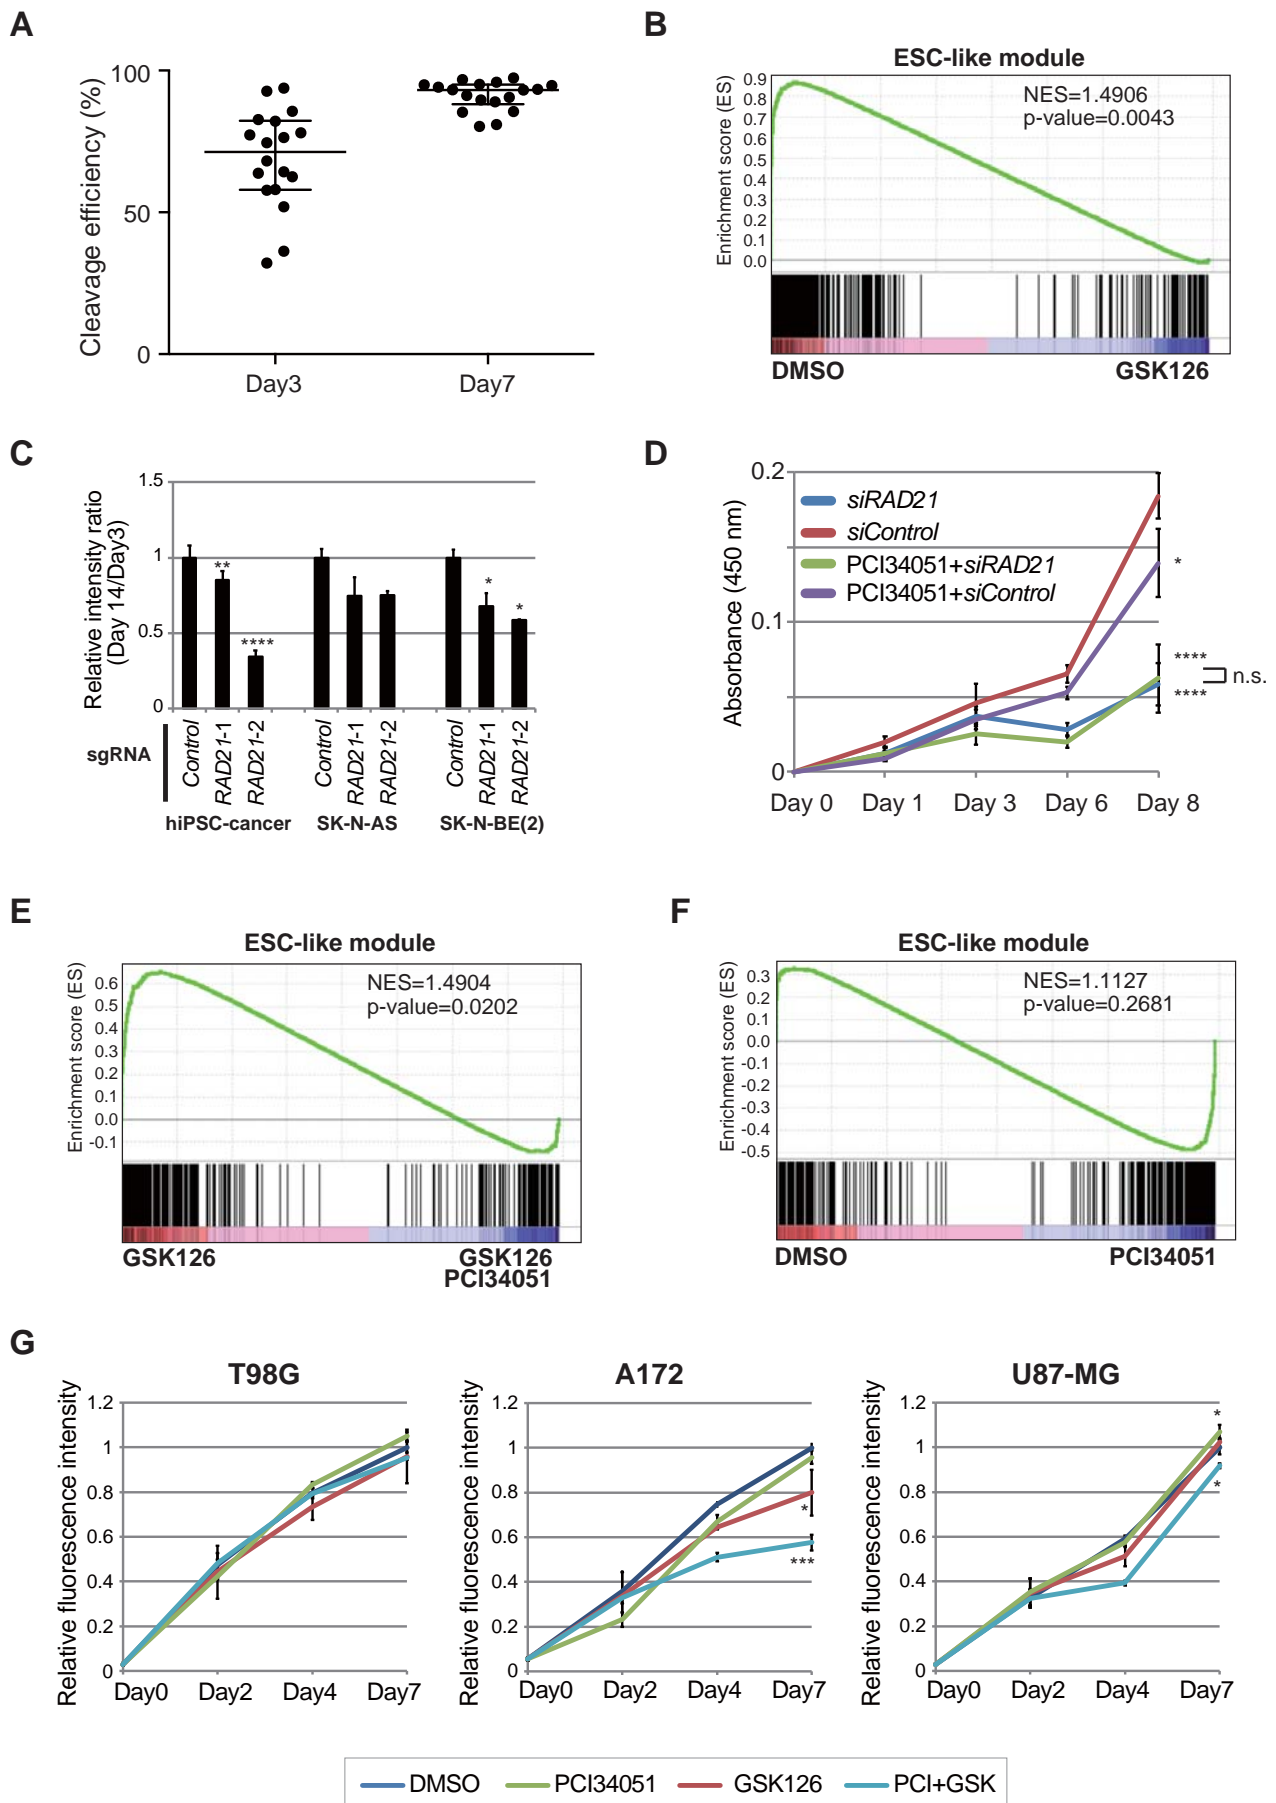 A
Cleavage efficiency (%)
100
50
0
Day3
Day7
B
ESC-like module
Enrichment score (ES)
0.9
0.8
0.7
0.6
0.5
0.4
0.3
0.2
0.1
0.0
NES=1.4906
p-value=0.0043
DMSO
GSK126
C
Relative intensity ratio
(Day 14/Day3)
1.5
1
0.5
0
**
****
*
*
sgRNA
Control
RAD21-1
RAD21-2
Control
RAD21-1
RAD21-2
Control
RAD21-1
RAD21-2
hiPSC-cancer
SK-N-AS
SK-N-BE(2)
D
Absorbance (450 nm)
0.2
0.1
0
siRAD21
siControl
PCI34051+siRAD21
PCI34051+siControl
*
****
n.s.
****
Day 0
Day 1
Day 3
Day 6
Day 8
E
ESC-like module
Enrichment score (ES)
0.6
0.5
0.4
0.3
0.2
0.1
0.0
-0.1
NES=1.4904
p-value=0.0202
GSK126
GSK126
PCI34051
F
ESC-like module
Enrichment score (ES)
0.3
0.2
0.1
0.0
-0.1
-0.2
-0.3
-0.4
-0.5
NES=1.1127
p-value=0.2681
DMSO
PCI34051
G
T98G
Relative fluorescence intensity
1.2
1
0.8
0.6
0.4
0.2
0
Day0
Day2
Day4
Day7
A172
Relative fluorescence intensity
1.2
1
0.8
0.6
0.4
0.2
0
*
***
Day0
Day2
Day4
Day7
U87-MG
Relative fluorescence intensity
1.2
1
0.8
0.6
0.4
0.2
0
*
*
Day0
Day2
Day4
Day7
DMSO
PCI34051
GSK126
PCI+GSK